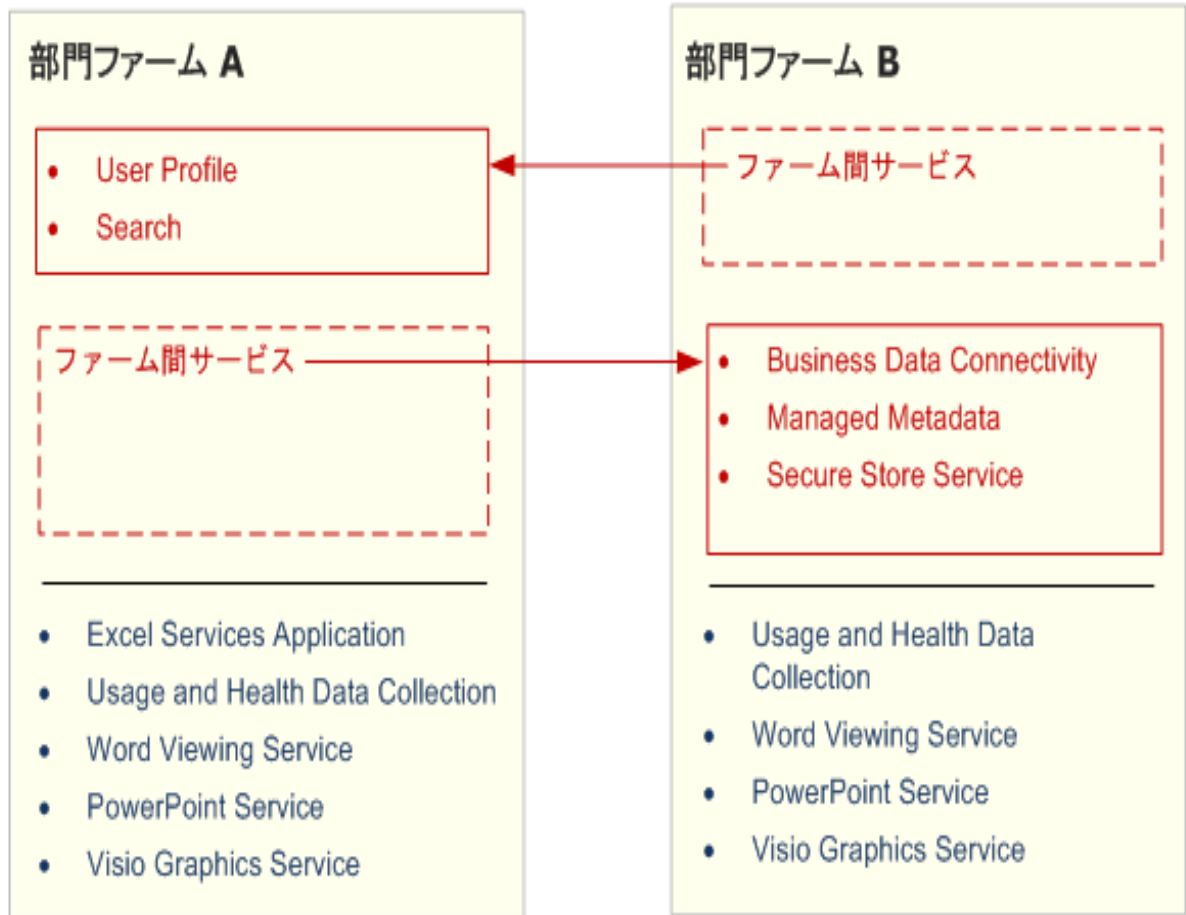 部門ファーム A
• User Profile
• Search
ファーム間サービス
• Excel Services Application
• Usage and Health Data Collection
• Word Viewing Service
• PowerPoint Service
• Visio Graphics Service
部門ファーム B
ファーム間サービス
• Business Data Connectivity
• Managed Metadata
• Secure Store Service
• Usage and Health Data
Collection
• Word Viewing Service
• PowerPoint Service
• Visio Graphics Service